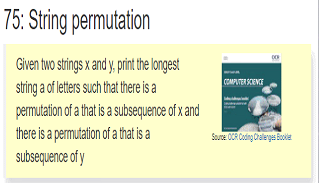 75: String permutation
Given two strings x and y, print the longest
string a of letters such that there is a
permutation of a that is a subsequence of x and
there is a permutation of a that is a
subsequence of y
OCR
COMPUTER SCIENCE
Source: OCR Coding Challenges Booklet